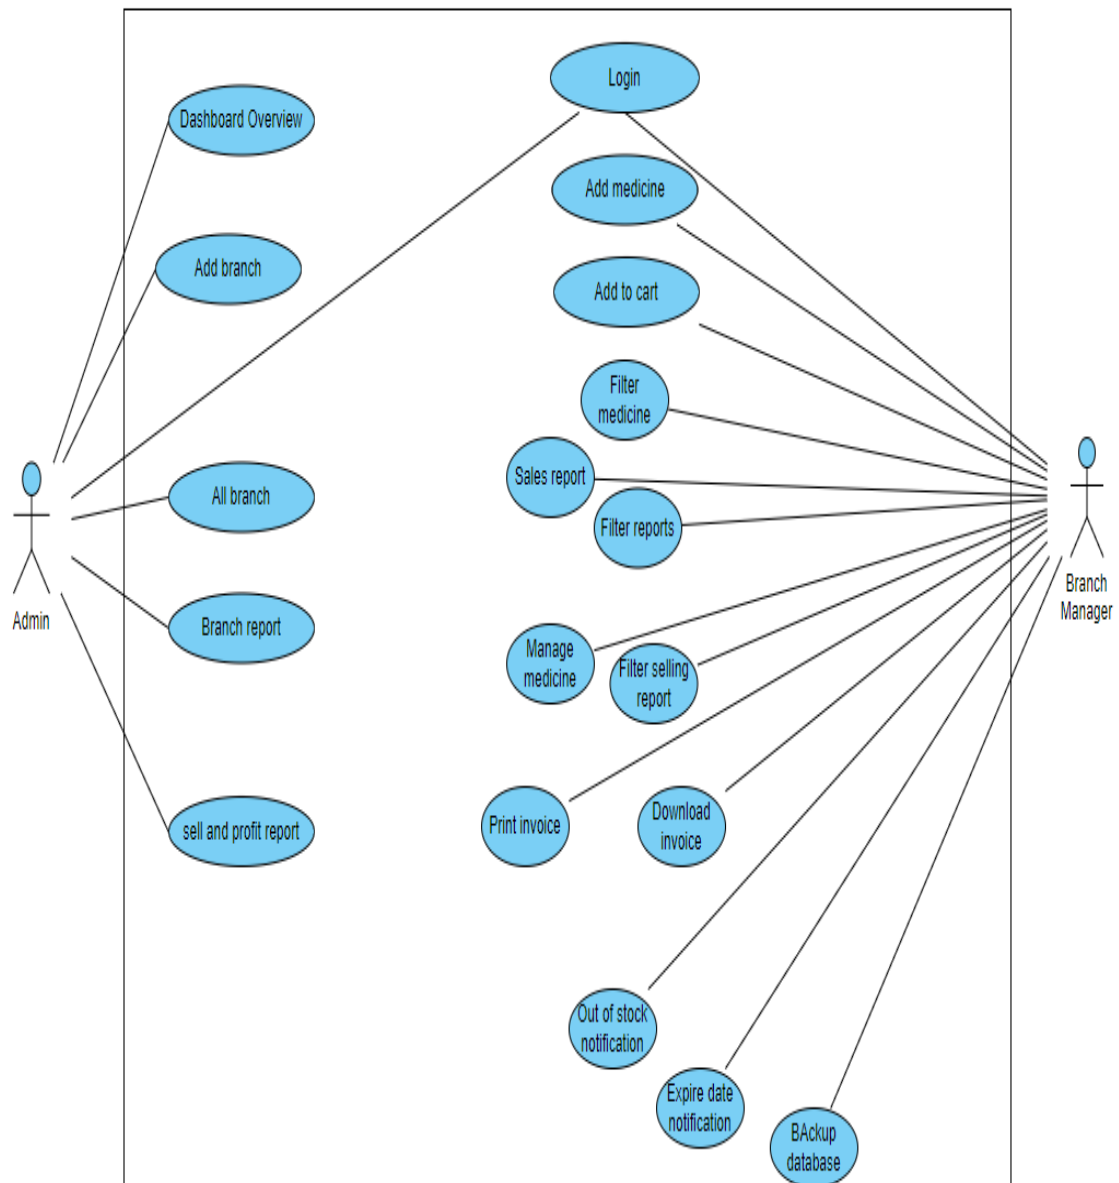 Login
Dashboard Overview
Add medicine
Add branch
Add to cart
Filter
medicine
Sales report
All branch
Filter reports
Admin
Branch
Manager
Branch report
Manage
medicine
Filter selling
report
sell and profit report
Print invoice
Download
invoice
Out of stock
notification
Expire date
notification
BAckup
database